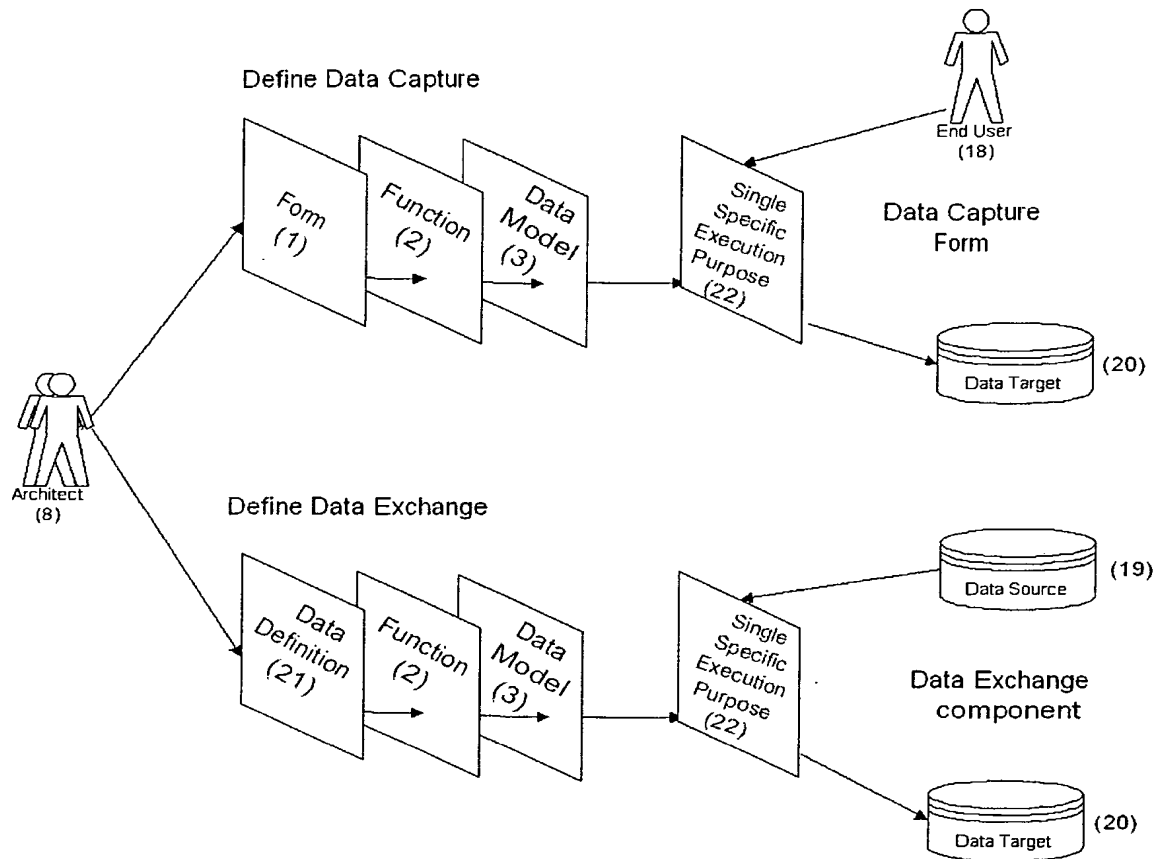 Define Data Capture
End User
(18)
Form
(1)
Function
(2)
Data
Model
(3)
Single
Specific
Execution
Purpose
(22)
Data Capture
Form
Data Target
(20)
Architect
(8)
Define Data Exchange
Data Source
(19)
Data
Definition
(21)
Function
(2)
Data
Model
(3)
Single
Specific
Execution
Purpose
(22)
Data Exchange
component
Data Target
(20)